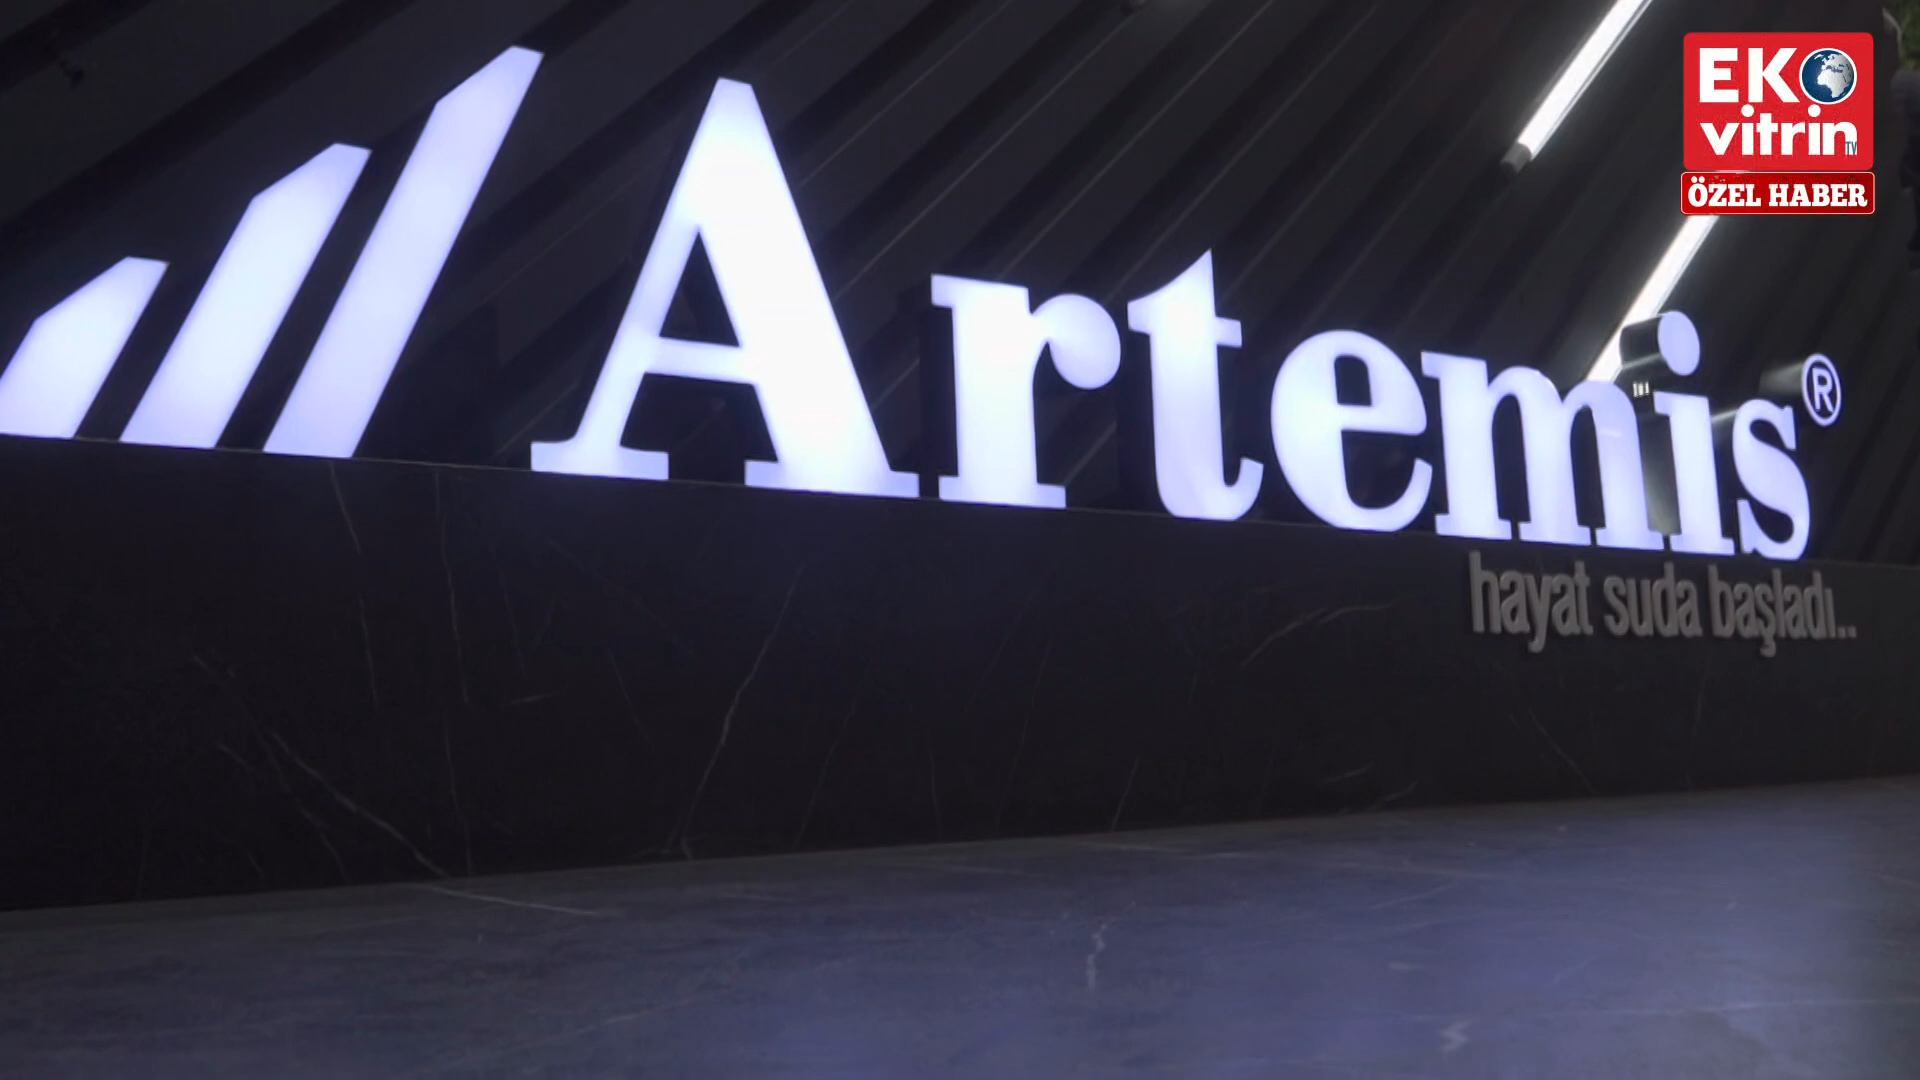 EKO
vitrin TV
ÖZEL HABER
Artemis®
hayat suda başladı..